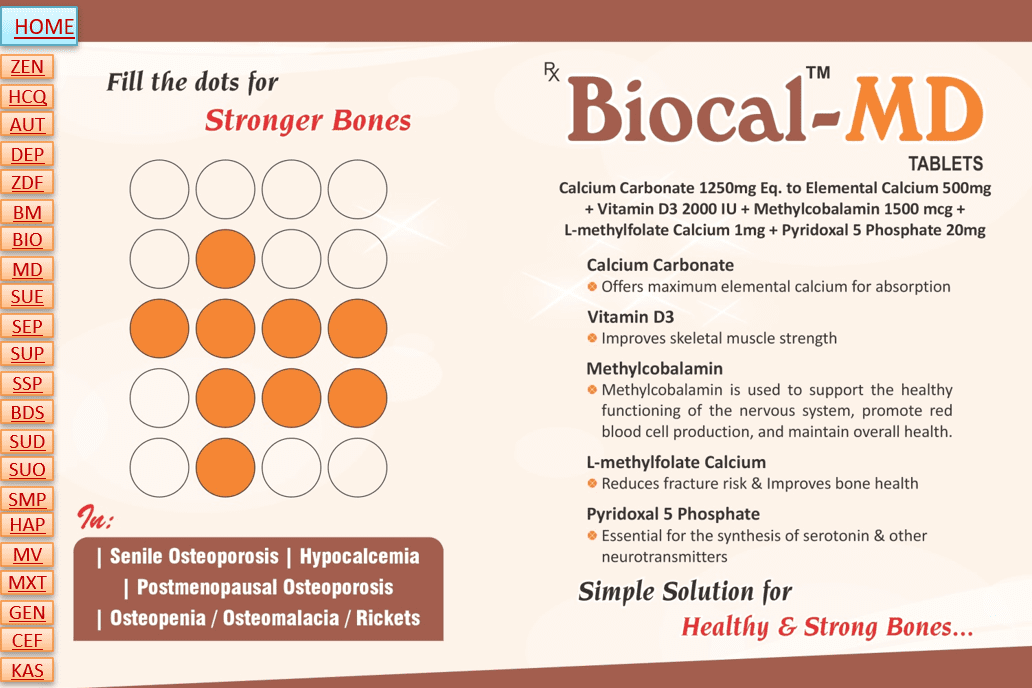 HOME
ZEN
HCQ
AUT
DEP
ZDF
BM
BIO
MD
SUE
SEP
SUP
SSP
BDS
SUD
SUO
SMP
HAP
MV
MXT
GEN
CEF
KAS
Fill the dots for
Stronger Bones
In:
| Senile Osteoporosis | Hypocalcemia
| Postmenopausal Osteoporosis
| Osteopenia / Osteomalacia / Rickets
Rx
Biocal-MD™
TABLETS
Calcium Carbonate 1250mg Eq. to Elemental Calcium 500mg
+ Vitamin D3 2000 IU + Methylcobalamin 1500 mcg +
L-methylfolate Calcium 1mg + Pyridoxal 5 Phosphate 20mg
Calcium Carbonate
Offers maximum elemental calcium for absorption
Vitamin D3
Improves skeletal muscle strength
Methylcobalamin
Methylcobalamin is used to support the healthy
functioning of the nervous system, promote red
blood cell production, and maintain overall health.
L-methylfolate Calcium
Reduces fracture risk & Improves bone health
Pyridoxal 5 Phosphate
Essential for the synthesis of serotonin & other
neurotransmitters
Simple Solution for
Healthy & Strong Bones...